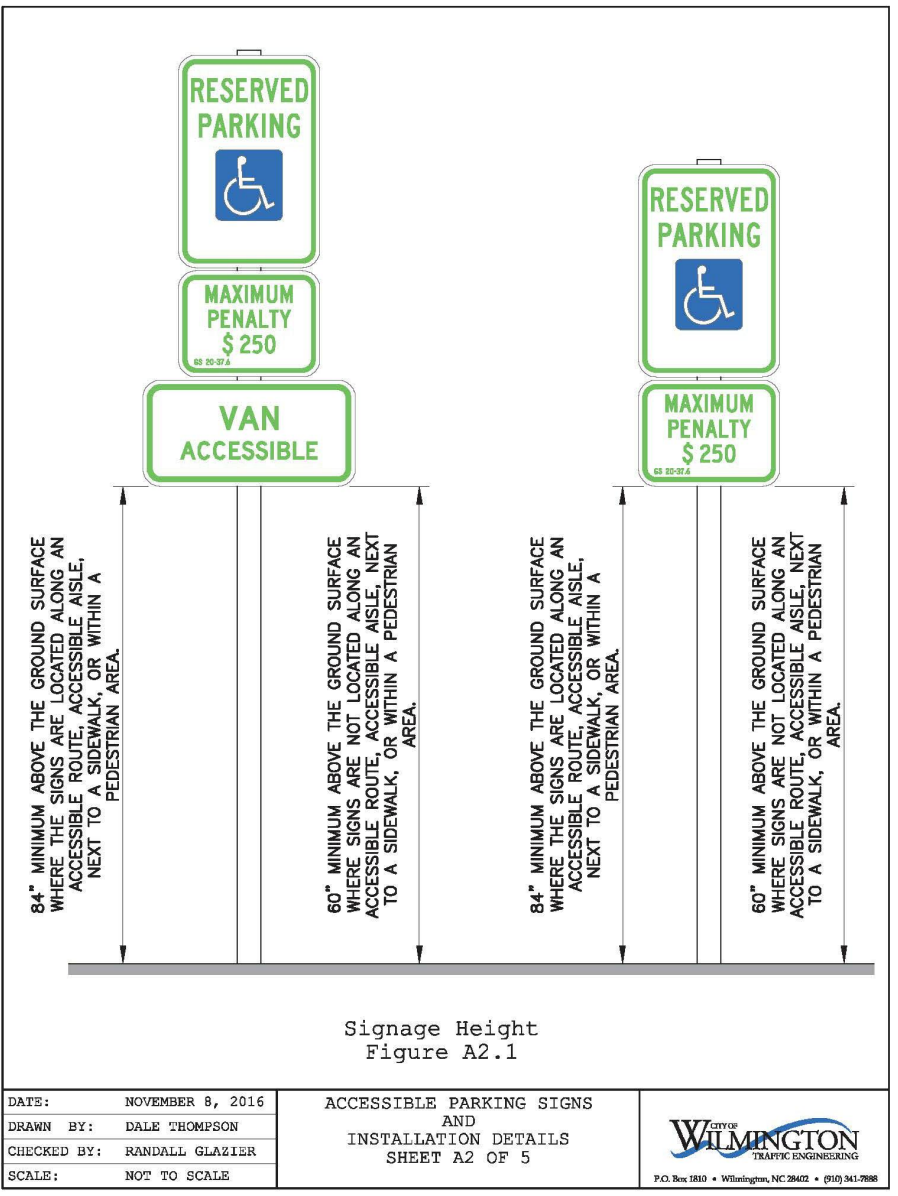 RESERVED
PARKING
MAXIMUM
PENALTY
$ 250
GS 20-37.6
VAN
ACCESSIBLE
RESERVED
PARKING
MAXIMUM
PENALTY
$ 250
GS 20-37.6
84" MINIMUM ABOVE THE GROUND SURFACE
WHERE THE SIGNS ARE LOCATED ALONG AN
ACCESSIBLE ROUTE, ACCESSIBLE AISLE,
NEXT TO A SIDEWALK, OR WITHIN A
PEDESTRIAN AREA.
60" MINIMUM ABOVE THE GROUND SURFACE
WHERE SIGNS ARE NOT LOCATED ALONG AN
ACCESSIBLE ROUTE, ACCESSIBLE AISLE, NEXT
TO A SIDEWALK, OR WITHIN A PEDESTRIAN
AREA.
84" MINIMUM ABOVE THE GROUND SURFACE
WHERE THE SIGNS ARE LOCATED ALONG AN
ACCESSIBLE ROUTE, ACCESSIBLE AISLE,
NEXT TO A SIDEWALK, OR WITHIN A
PEDESTRIAN AREA.
60" MINIMUM ABOVE THE GROUND SURFACE
WHERE SIGNS ARE NOT LOCATED ALONG AN
ACCESSIBLE ROUTE, ACCESSIBLE AISLE, NEXT
TO A SIDEWALK, OR WITHIN A PEDESTRIAN
AREA.
Signage Height
Figure A2.1
DATE: NOVEMBER 8, 2016
DRAWN BY: DALE THOMPSON
CHECKED BY: RANDALL GLAZIER
SCALE: NOT TO SCALE
ACCESSIBLE PARKING SIGNS
AND
INSTALLATION DETAILS
SHEET A2 OF 5
CITY OF
WILMINGTON
TRAFFIC ENGINEERING
P.O. Box 1810 • Wilmington, NC 28402 • (910) 341-7888